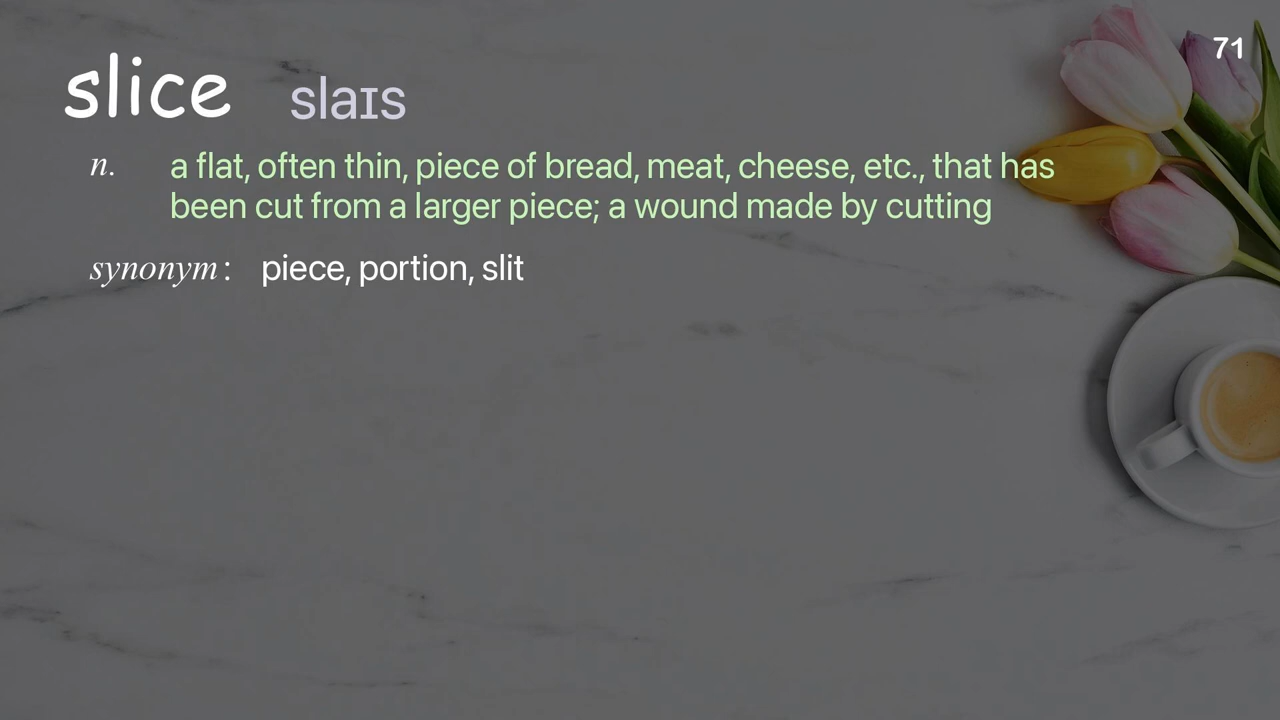 71
slice slaɪs
n. a flat, often thin, piece of bread, meat, cheese, etc., that has
been cut from a larger piece; a wound made by cutting
synonym: piece, portion, slit